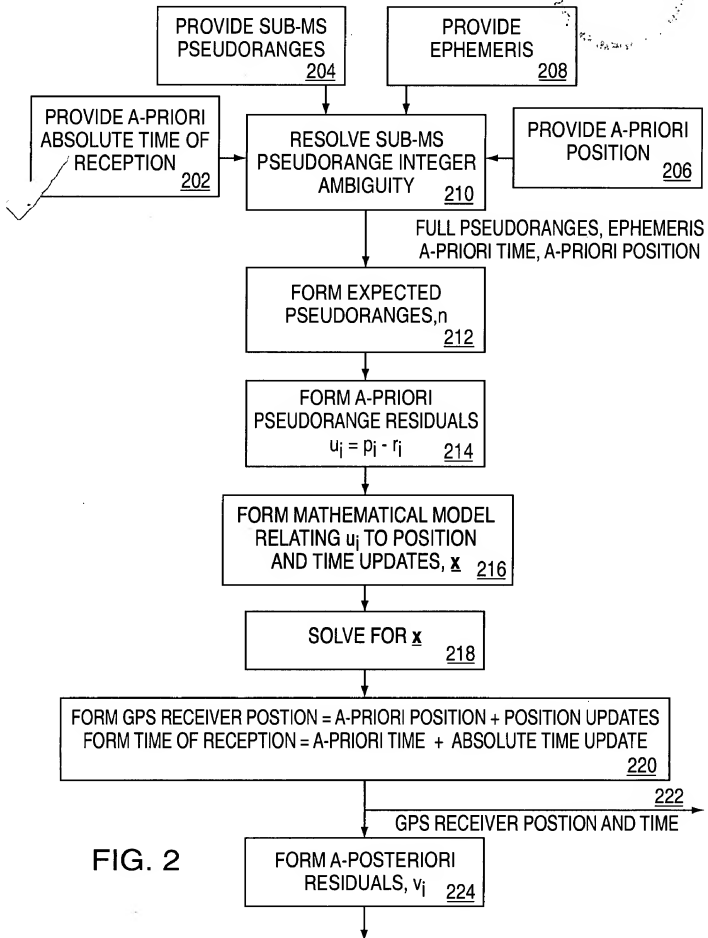 PROVIDE SUB-MS
PSEUDORANGES
204
PROVIDE
EPHEMERIS
208
PROVIDE A-PRIORI
ABSOLUTE TIME OF
RECEPTION
202
RESOLVE SUB-MS
PSEUDORANGE INTEGER
AMBIGUITY
210
PROVIDE A-PRIORI
POSITION
206
FULL PSEUDORANGES, EPHEMERIS
A-PRIORI TIME, A-PRIORI POSITION
FORM EXPECTED
PSEUDORANGES,n
212
FORM A-PRIORI
PSEUDORANGE RESIDUALS
ui = pi - ri
214
FORM MATHEMATICAL MODEL
RELATING ui TO POSITION
AND TIME UPDATES, x
216
SOLVE FOR x
218
FORM GPS RECEIVER POSTION = A-PRIORI POSITION + POSITION UPDATES
FORM TIME OF RECEPTION = A-PRIORI TIME + ABSOLUTE TIME UPDATE
220
222
GPS RECEIVER POSTION AND TIME
FIG. 2
FORM A-POSTERIORI
RESIDUALS, vi
224